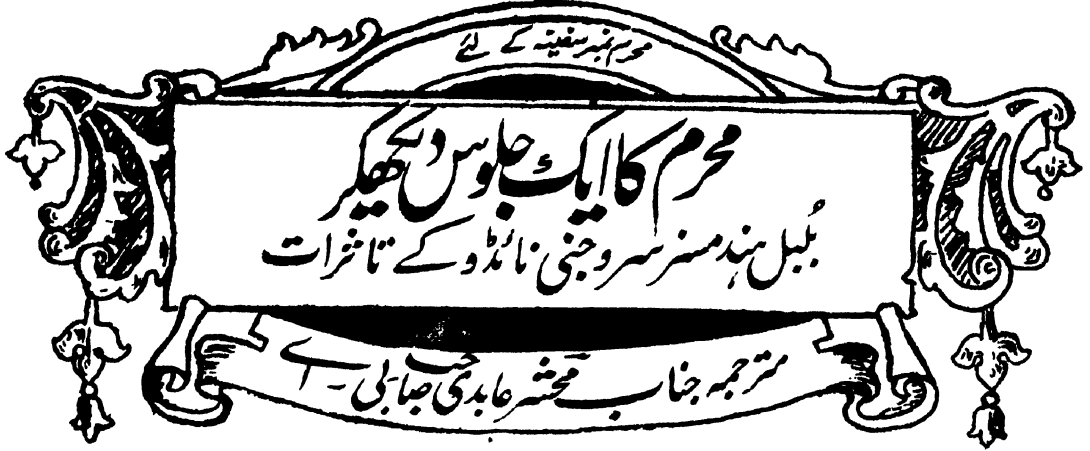 محرم نمبر سفینہ کے لئے
محرم کا ایک جلوس دیکھکر
بُلبل ہند مسز سروجنی نائڈو کے تاثرات
مترجمہ جناب محشر عابدی صاحب بی ۔ اے